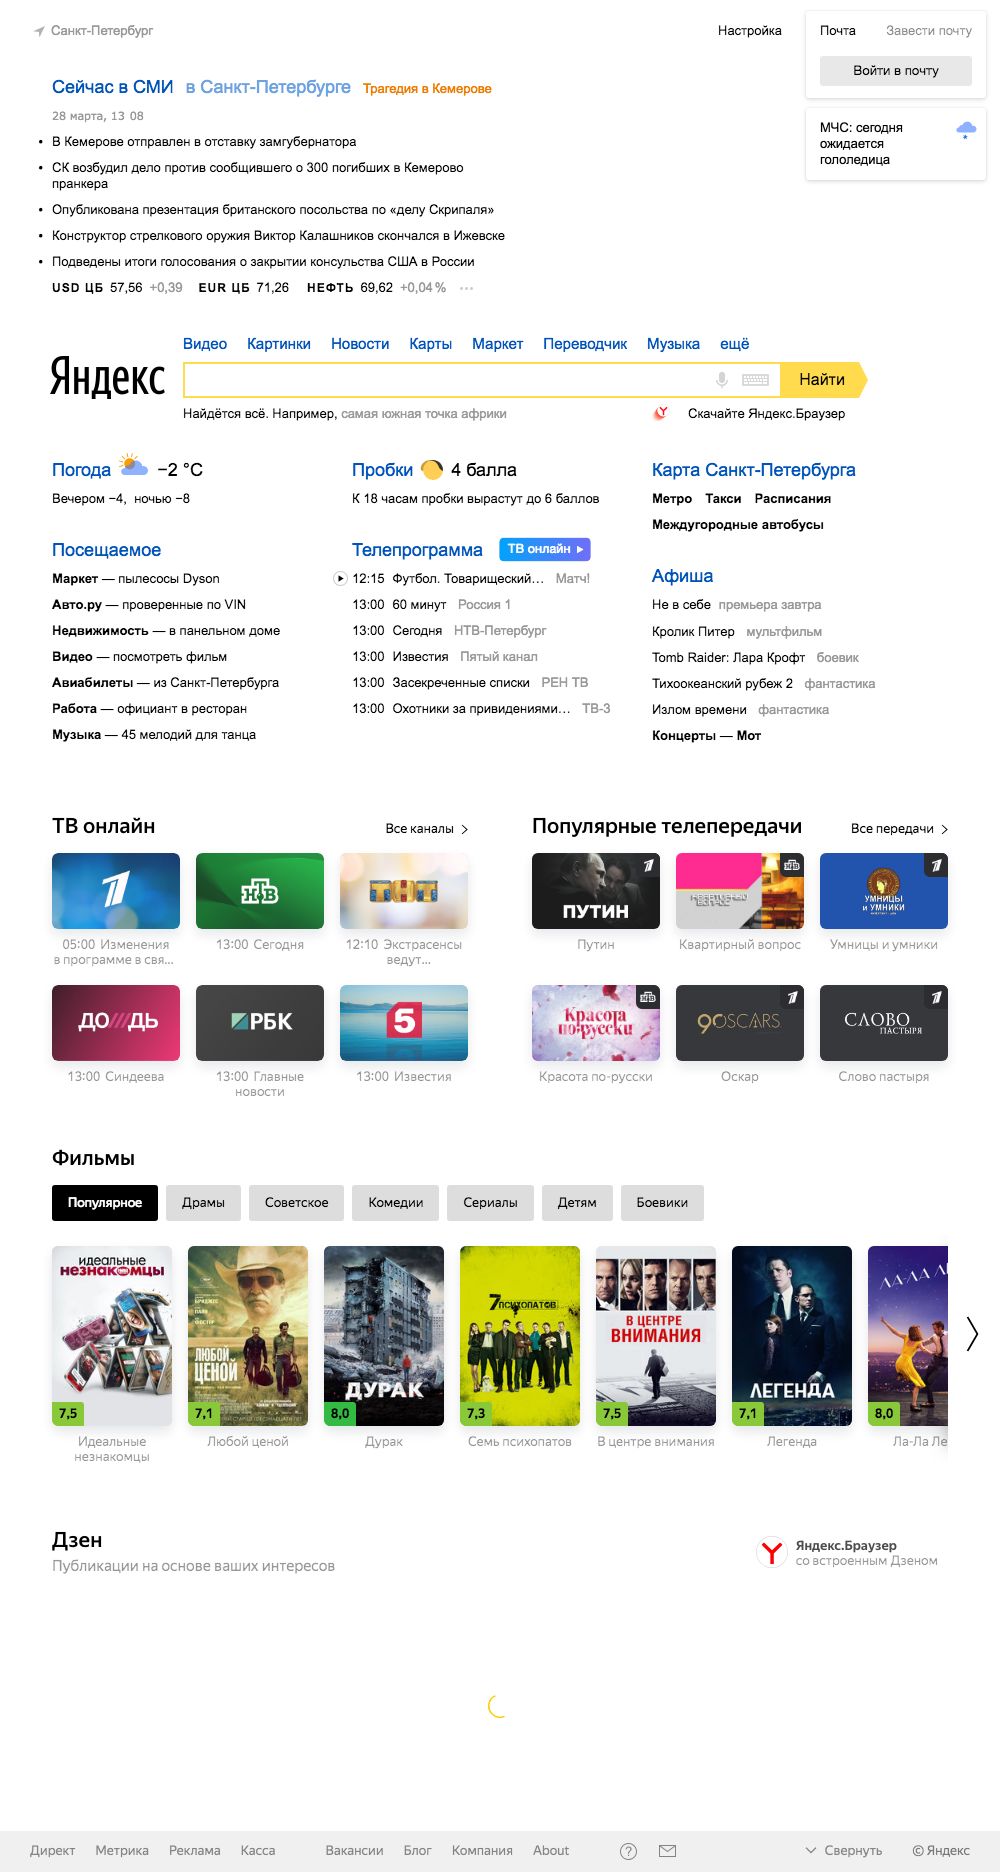 Санкт-Петербург
Настройка
Почта Завести почту
Войти в почту
МЧС: сегодня
ожидается
гололедица
Сейчас в СМИ в Санкт-Петербурге Трагедия в Кемерове
28 марта, 13 08
В Кемерове отправлен в отставку замгубернатора
СК возбудил дело против сообщившего о 300 погибших в Кемерово
пранкера
Опубликована презентация британского посольства по «делу Скрипаля»
Конструктор стрелкового оружия Виктор Калашников скончался в Ижевске
Подведены итоги голосования о закрытии консульства США в России
USD ЦБ 57,56 +0,39 EUR ЦБ 71,26 НЕФТЬ 69,62 +0,04 % ···
Видео Картинки Новости Карты Маркет Переводчик Музыка ещё
Яндекс
Найти
Найдётся всё. Например, самая южная точка африки
Скачайте Яндекс.Браузер
Погода −2 °C
Вечером −4, ночью −8
Пробки 4 балла
К 18 часам пробки вырастут до 6 баллов
Карта Санкт-Петербурга
Метро Такси Расписания
Междугородные автобусы
Посещаемое
Маркет — пылесосы Dyson
Авто.ру — проверенные по VIN
Недвижимость — в панельном доме
Видео — посмотреть фильм
Авиабилеты — из Санкт-Петербурга
Работа — официант в ресторан
Музыка — 45 мелодий для танца
Телепрограмма ТВ онлайн
12:15 Футбол. Товарищеский… Матч!
13:00 60 минут Россия 1
13:00 Сегодня НТВ-Петербург
13:00 Известия Пятый канал
13:00 Засекреченные списки РЕН ТВ
13:00 Охотники за привидениями… ТВ-3
Афиша
Не в себе премьера завтра
Кролик Питер мультфильм
Tomb Raider: Лара Крофт боевик
Тихоокеанский рубеж 2 фантастика
Излом времени фантастика
Концерты — Мот
ТВ онлайн
Все каналы
1
НТВ
ТНТ
05:00 Изменения
в программе в свя...
13:00 Сегодня
12:10 Экстрасенсы
ведут...
ДО///ДЬ
РБК
5
13:00 Синдеева
13:00 Главные
новости
13:00 Известия
Популярные телепередачи
Все передачи
ПУТИН
1
НТВ
УМНИЦЫ
И УМНИКИ
1
Путин
Квартирный вопрос
Умницы и умники
Красота
по-русски
НТВ
90SCARS
1
СЛОВО
ПАСТЫРЯ
1
Красота по-русски
Оскар
Слово пастыря
Фильмы
Популярное Драмы Советское Комедии Сериалы Детям Боевики
идеальные
незнакомцы
7,5
Идеальные
незнакомцы
БРИДЖЕС
ПАЙН
ФОСТЕР
ЛЮБОЙ
ЦЕНОЙ
7,1
Любой ценой
ДУРАК
8,0
Дурак
7 ПСИХОПАТОВ
7,3
Семь психопатов
В ЦЕНТРЕ
ВНИМАНИЯ
7,5
В центре внимания
ЛЕГЕНДА
7,1
Легенда
ЛА-ЛА Л
8,0
Ла-Ла Ле
Дзен
Публикации на основе ваших интересов
Яндекс.Браузер
со встроенным Дзеном
Директ Метрика Реклама Касса Вакансии Блог Компания About ? Свернуть © Яндекс